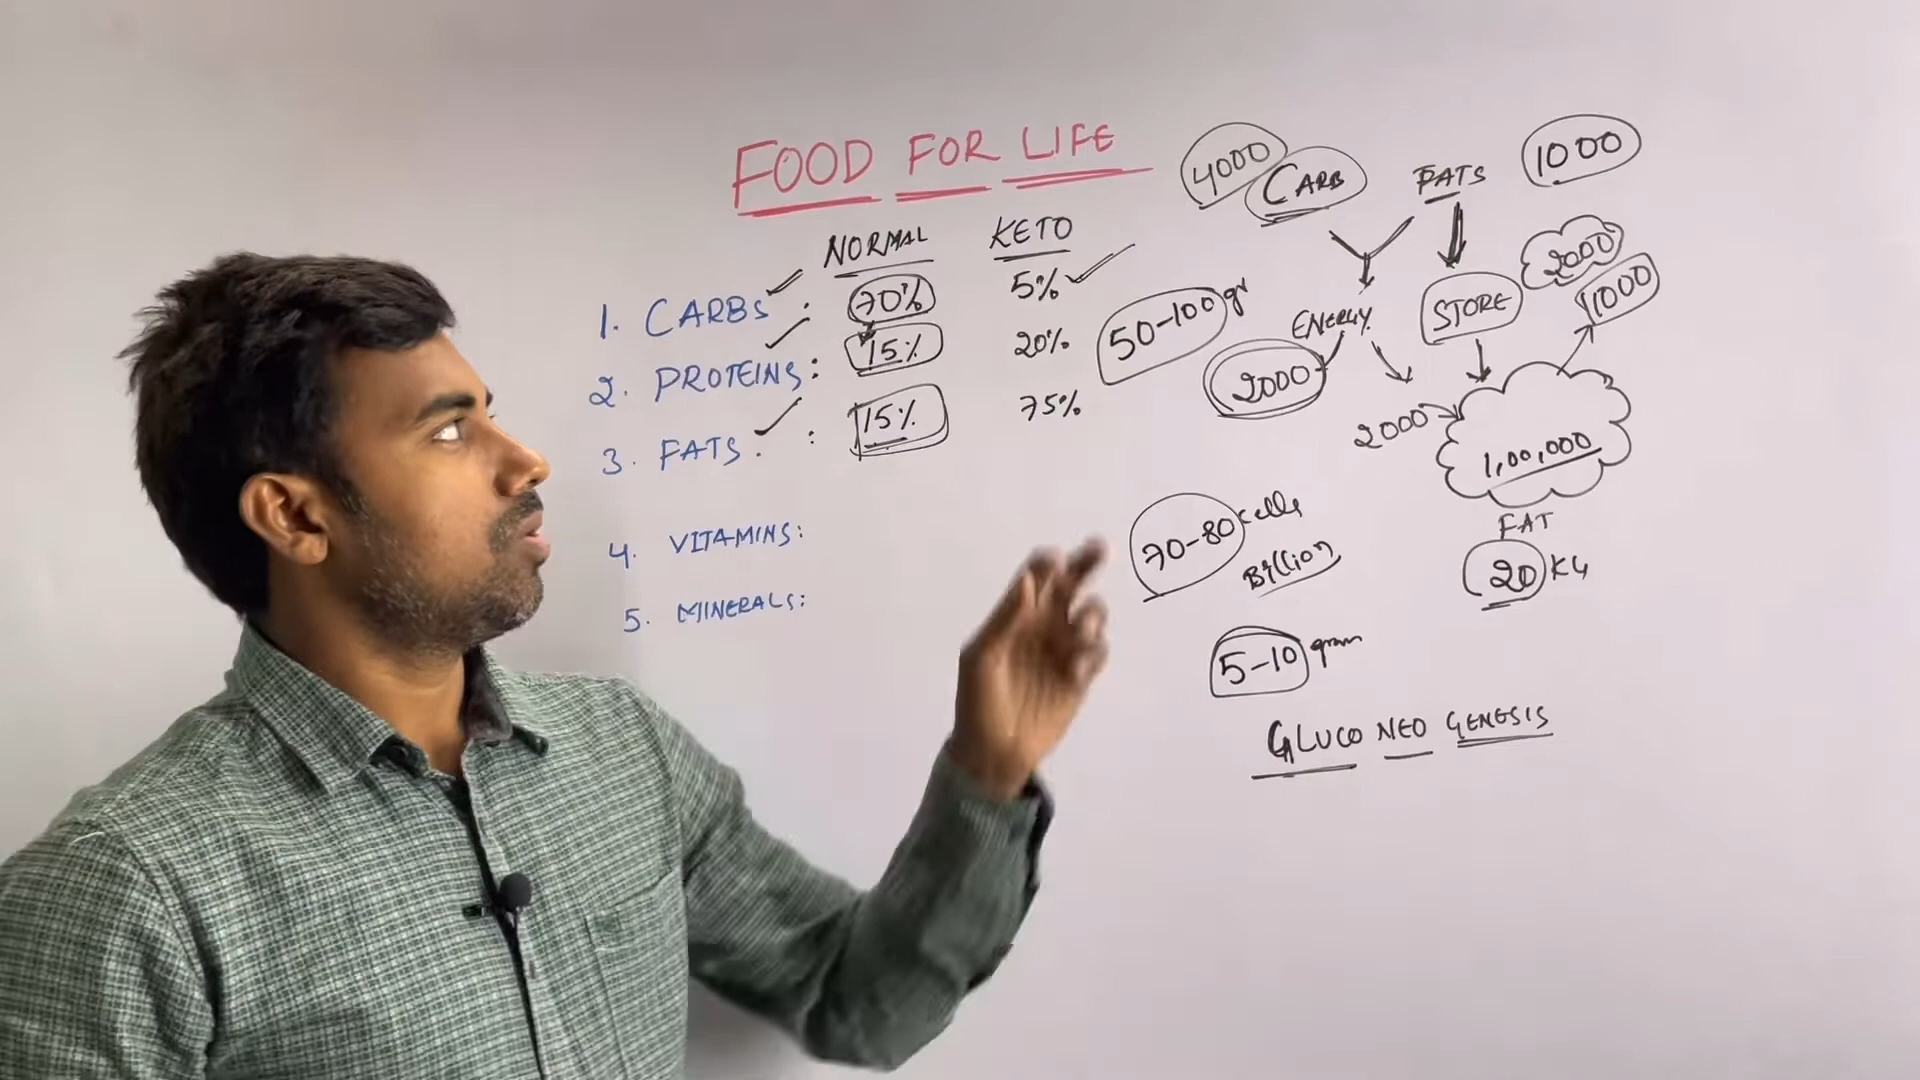 FOOD FOR LIFE
NORMAL KETO
1. CARBS : 70% 5%
2. PROTEINS : 15% 20%
3. FATS : 15% 75%
4. VITAMINS:
5. MINERALS:
4000 CARB FATS 1000
50-100 gr
ENERGY STORE 2000
1000
2000
2000
1,00,000
FAT
20 KG
70-80 cells
Billion
5-10 gram
GLUCO NEO GENESIS